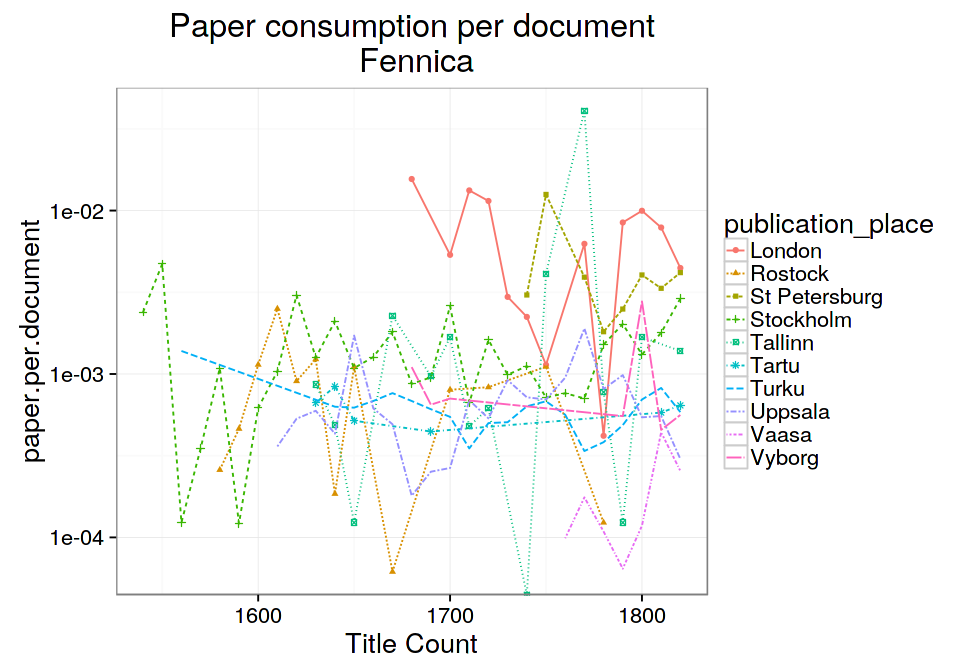 Paper consumption per document
Fennica
paper.per.document
1e-02
1e-03
1e-04
1600
1700
1800
Title Count
publication_place
London
Rostock
St Petersburg
Stockholm
Tallinn
Tartu
Turku
Uppsala
Vaasa
Vyborg